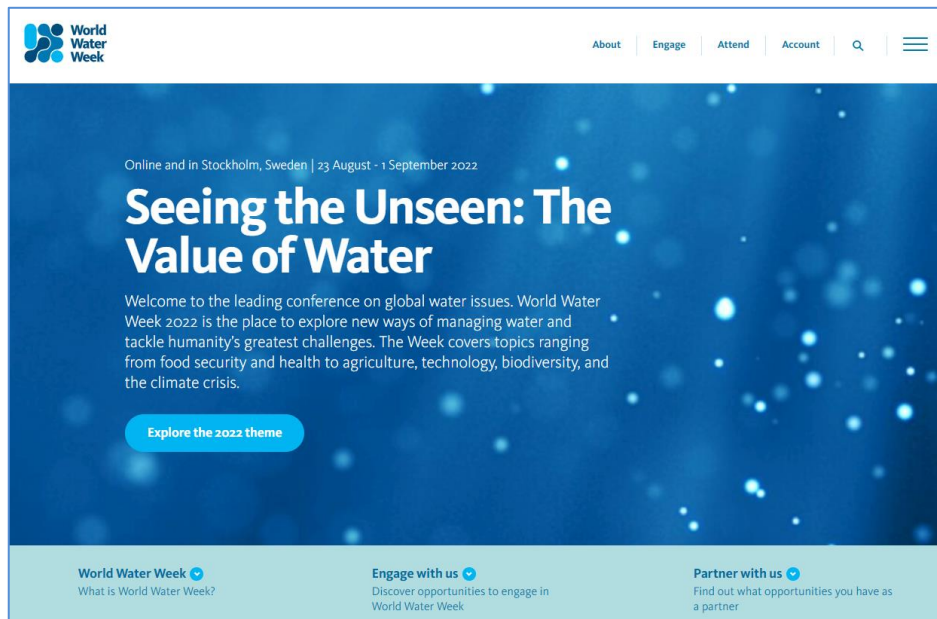 World
Water
Week
About Engage Attend Account
Online and in Stockholm, Sweden | 23 August - 1 September 2022
Seeing the Unseen: The
Value of Water
Welcome to the leading conference on global water issues. World Water
Week 2022 is the place to explore new ways of managing water and
tackle humanity's greatest challenges. The Week covers topics ranging
from food security and health to agriculture, technology, biodiversity, and
the climate crisis.
Explore the 2022 theme
World Water Week
What is World Water Week?
Engage with us
Discover opportunities to engage in
World Water Week
Partner with us
Find out what opportunities you have as
a partner